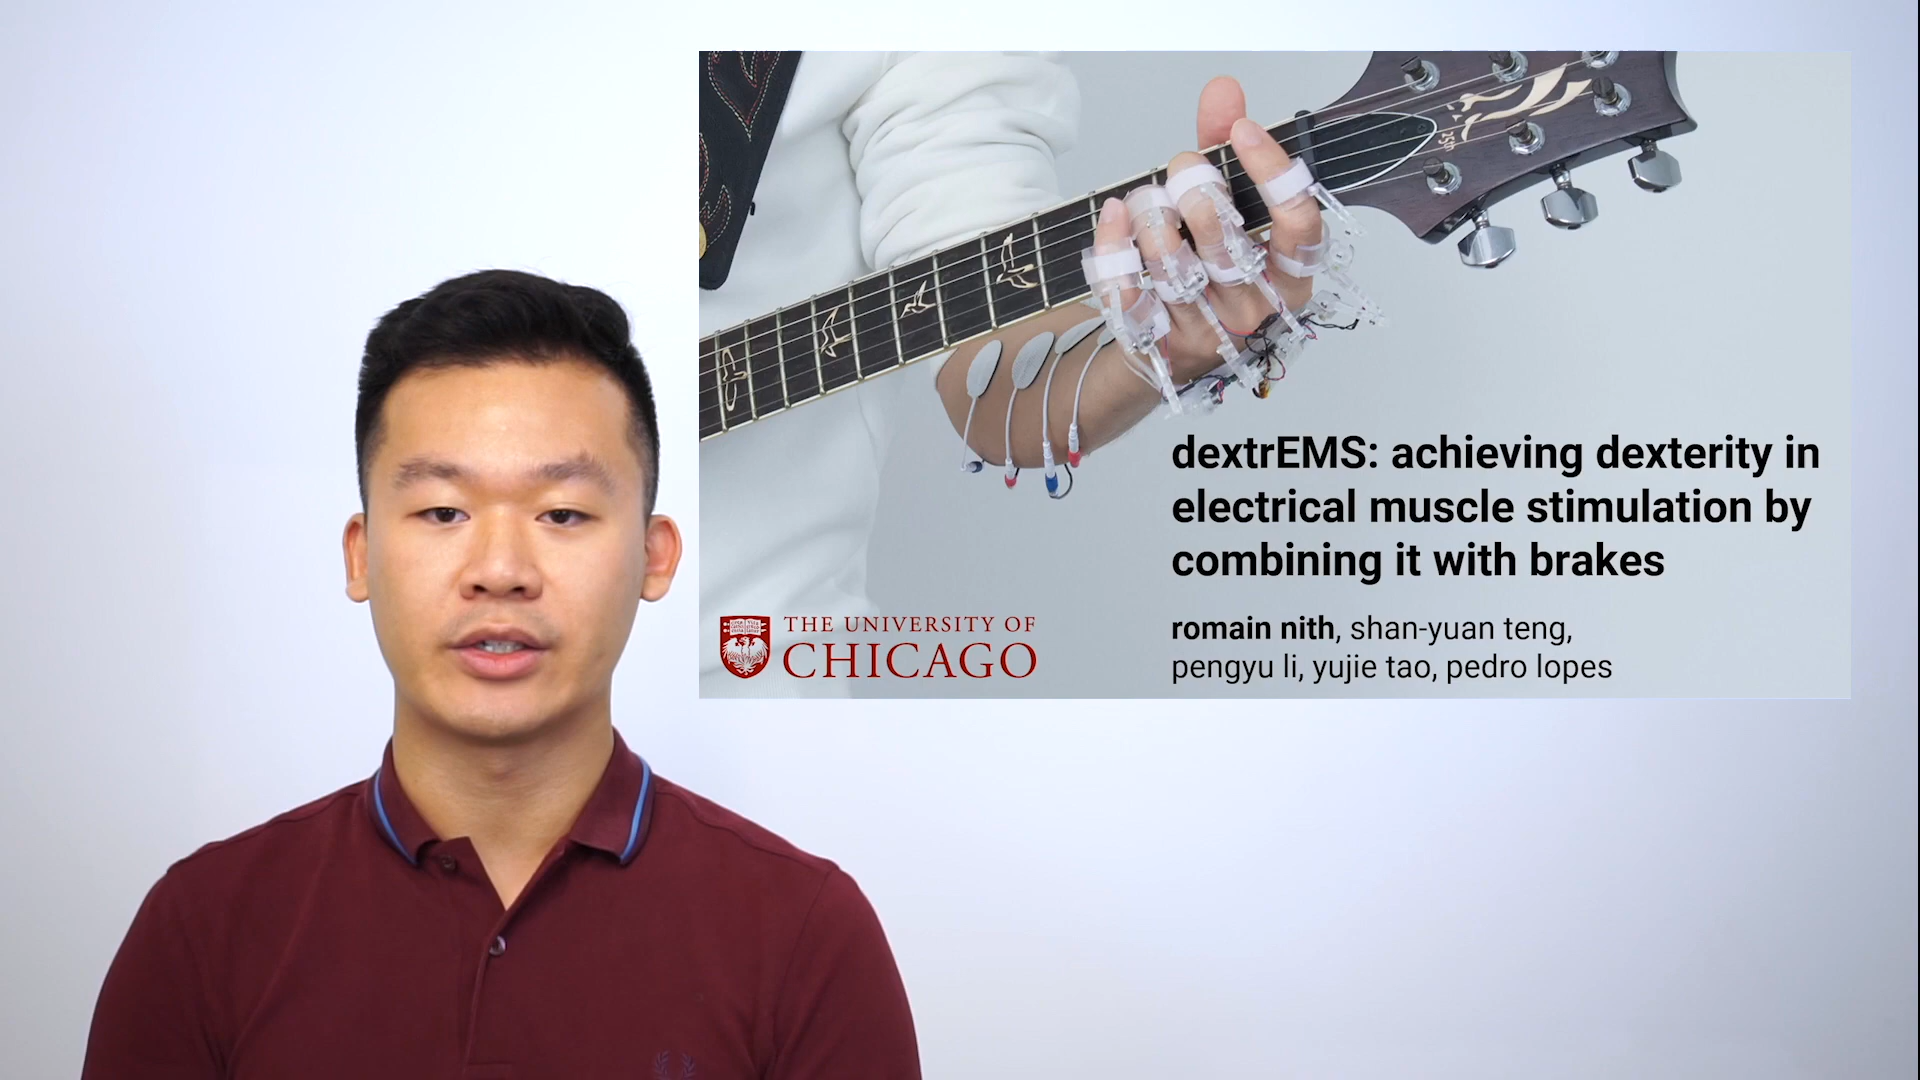 dextrEMS: achieving dexterity in
electrical muscle stimulation by
combining it with brakes
THE UNIVERSITY OF
CHICAGO
romain nith, shan-yuan teng,
pengyu li, yujie tao, pedro lopes